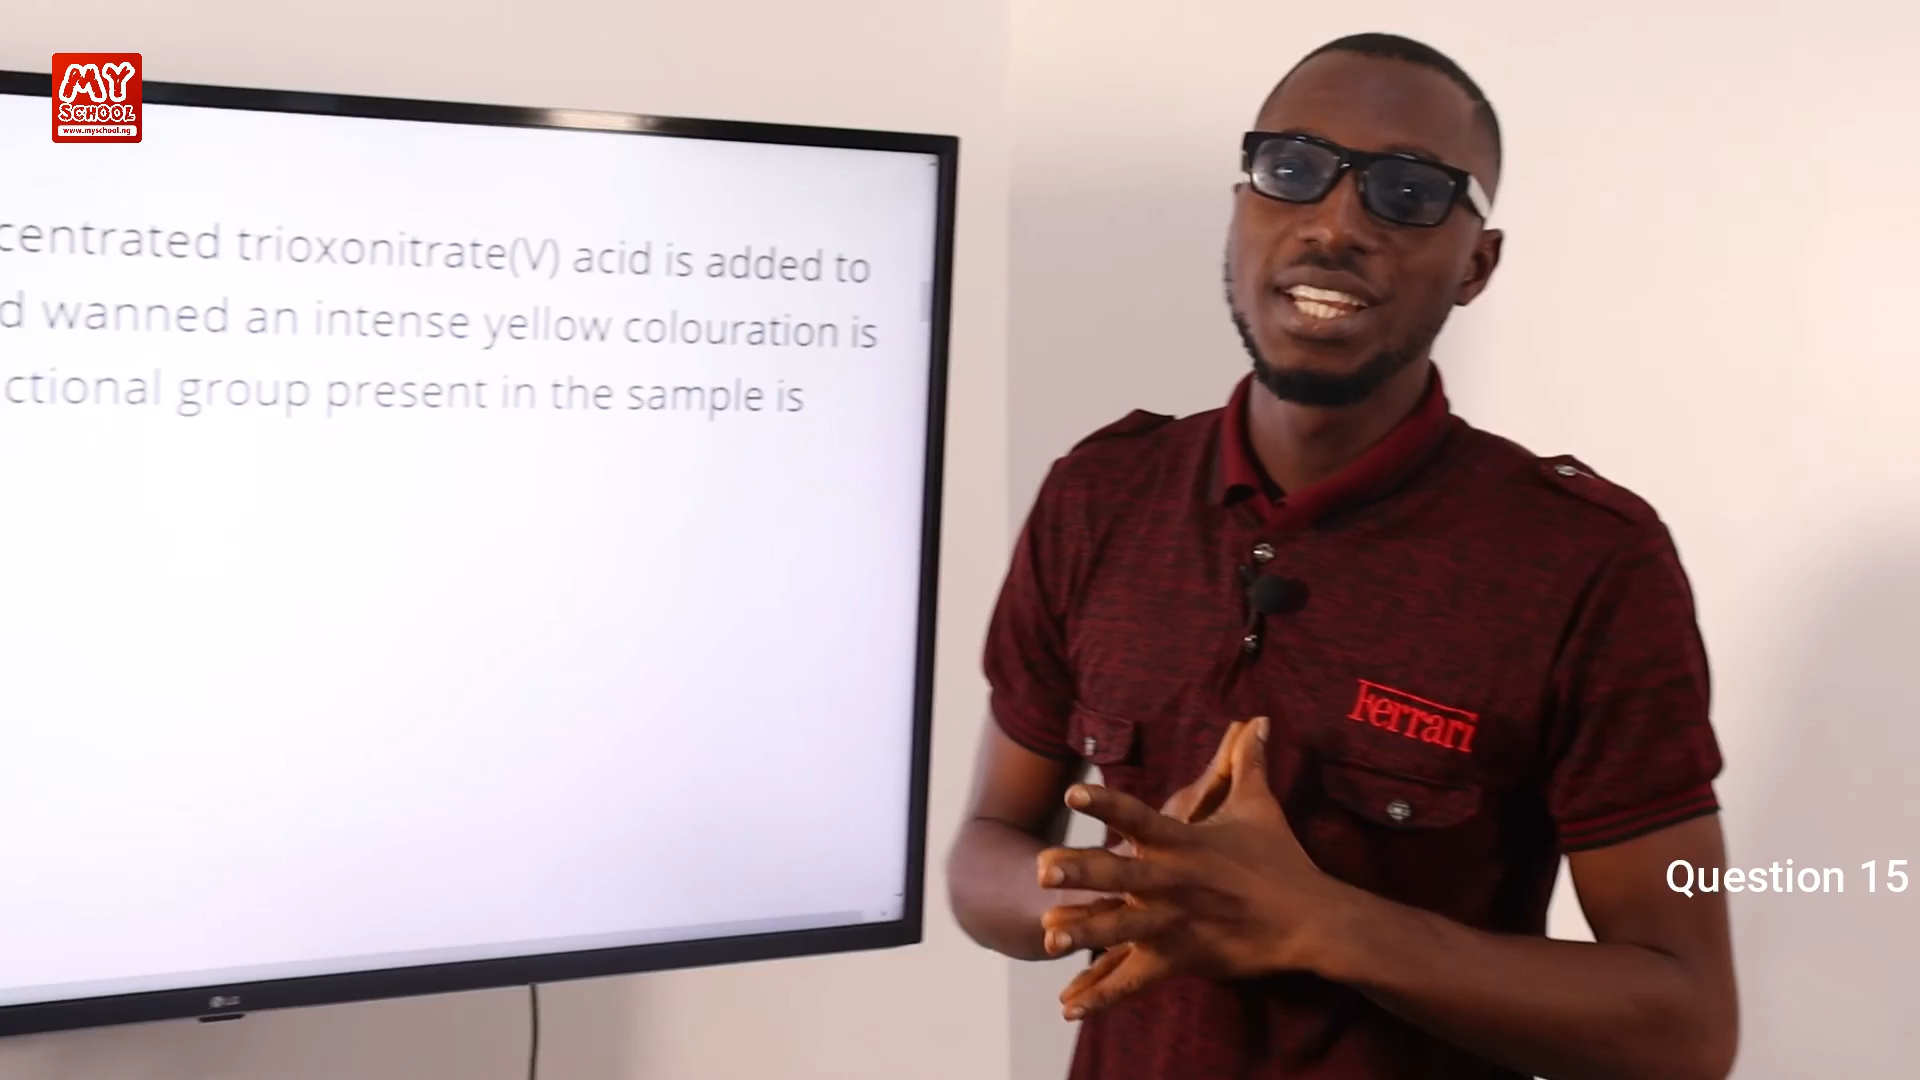 MY
SCHOOL
www.myschool.ng
centrated trioxonitrate(V) acid is added to
d wanned an intense yellow colouration is
ctional group present in the sample is
Ferrari
Question 15
LG